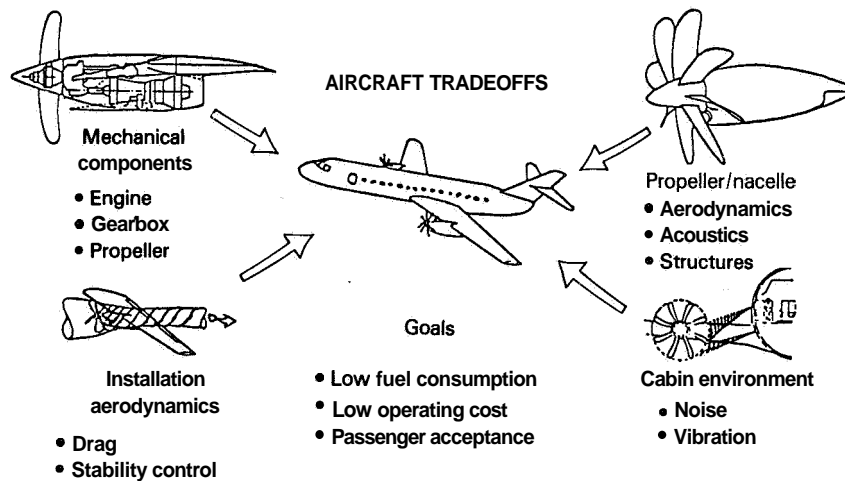 AIRCRAFT TRADEOFFS
Mechanical
components
• Engine
• Gearbox
• Propeller
Propeller/nacelle
• Aerodynamics
• Acoustics
• Structures
Installation
aerodynamics
• Drag
• Stability control
Goals
• Low fuel consumption
• Low operating cost
• Passenger acceptance
Cabin environment
• Noise
• Vibration